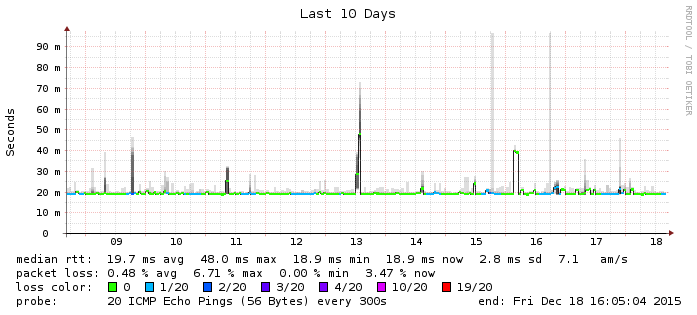 Last 10 Days
RRDTOOL / TOBI OETIKER
Seconds
90 m
80 m
70 m
60 m
50 m
40 m
30 m
20 m
10 m
0
09 10 11 12 13 14 15 16 17 18
median rtt: 19.7 ms avg 48.0 ms max 18.9 ms min 18.9 ms now 2.8 ms sd 7.1 am/s
packet loss: 0.48 % avg 6.71 % max 0.00 % min 3.47 % now
loss color: 0 1/20 2/20 3/20 4/20 10/20 19/20
probe: 20 ICMP Echo Pings (56 Bytes) every 300s end: Fri Dec 18 16:05:04 2015